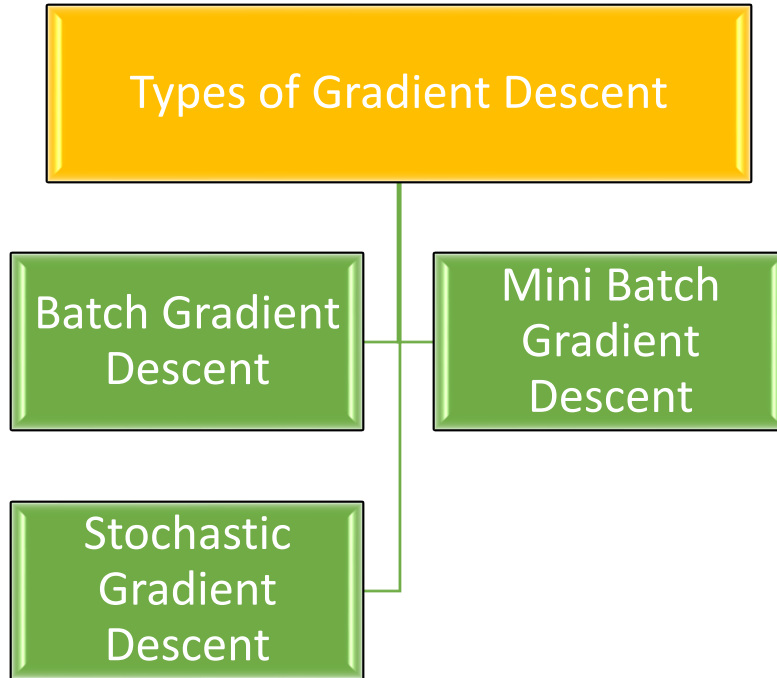 Types of Gradient Descent
Batch Gradient
Descent
Mini Batch
Gradient
Descent
Stochastic
Gradient
Descent